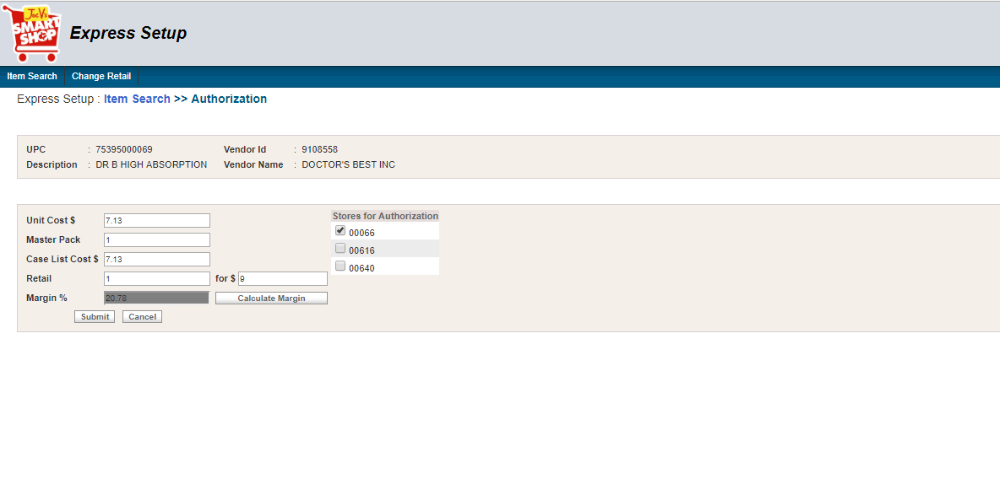 Joe V's
SMART
SHOP
Express Setup
Item Search Change Retail
Express Setup : Item Search >> Authorization
UPC : 75395000069 Vendor Id : 9108558
Description : DR B HIGH ABSORPTION Vendor Name : DOCTOR'S BEST INC
Stores for Authorization
Unit Cost $ 7.13
00066
Master Pack 1
00616
Case List Cost $ 7.13
00640
Retail 1 for $ 9
Margin % 20.78 Calculate Margin
Submit Cancel